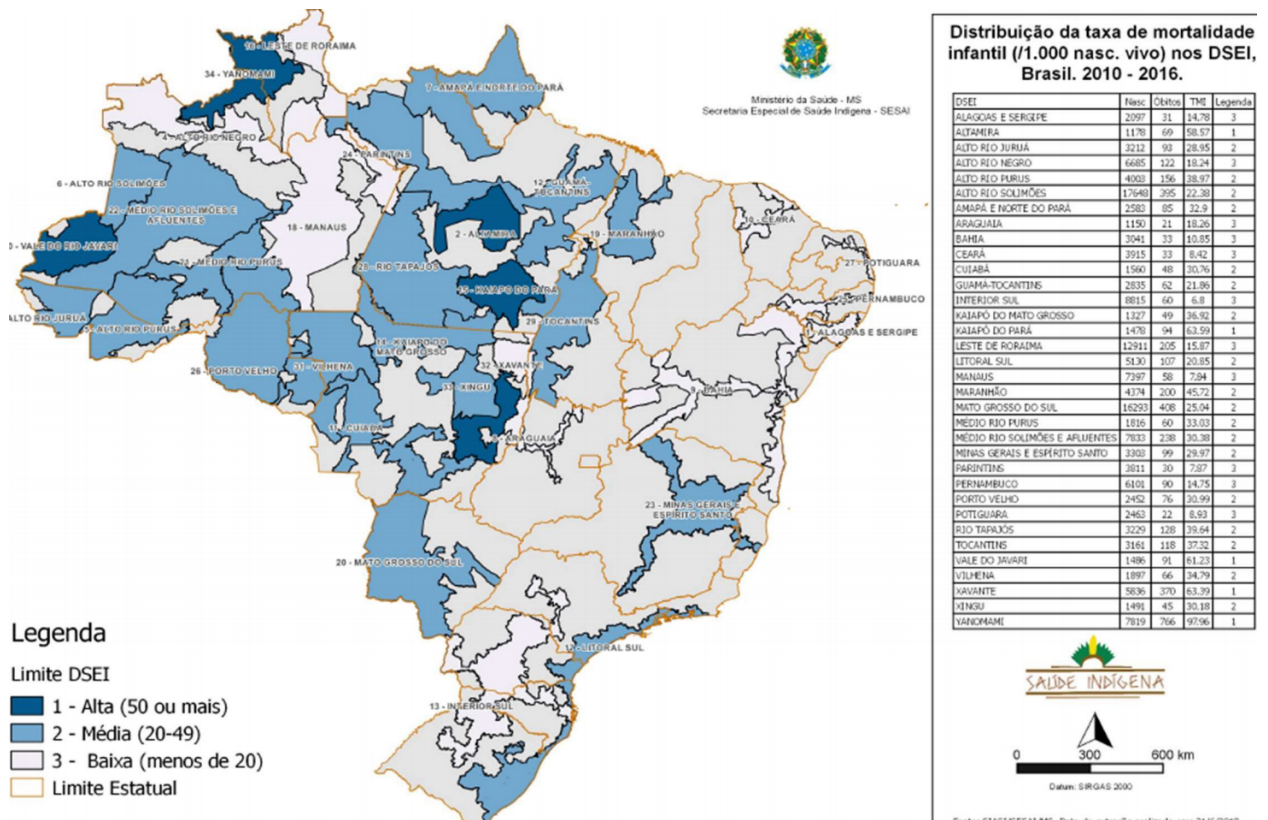 16 - LESTE DE RORAIMA
34 - YANOMAMI
7 - AMAPÁ E NORTE DO PARÁ
4 - ALTO RIO NEGRO
24 - PARINTINS
6 - ALTO RIO SOLIMÕES
12 - GUAMÁ-
TOCANTINS
22 - MÉDIO RIO SOLIMÕES E
AFLUENTES
18 - MANAUS
2 - ALTAMIRA
19 - MARANHÃO
10 - CEARÁ
0 - VALE DO RIO JAVARI
21 - MÉDIO RIO PURUS
28 - RIO TAPAJÓS
27 - POTIGUARA
15 - KAIAPÓ DO PARÁ
PERNAMBUCO
ALTO RIO JURUÁ
5 - ALTO RIO PURUS
29 - TOCANTINS
1 - ALAGOAS E SERGIPE
14 - KAIAPÓ DO
MATO GROSSO
26 - PORTO VELHO
31 - VILHENA
32 - XAVANTE
33 - XINGU
9 - BAHIA
11 - CUIABÁ
8 - ARAGUAIA
23 - MINAS GERAIS E
ESPÍRITO SANTO
20 - MATO GROSSO DO SUL
17 - LITORAL SUL
13 - INTERIOR SUL
Ministério da Saúde - MS
Secretaria Especial de Saúde Indígena - SESAI
Legenda
Limite DSEI
1 - Alta (50 ou mais)
2 - Média (20-49)
3 - Baixa (menos de 20)
Limite Estatual
Distribuição da taxa de mortalidade
infantil (/1.000 nasc. vivo) nos DSEI,
Brasil. 2010 - 2016.
DSEI Nasc Óbitos TMI Legenda
ALAGOAS E SERGIPE 2097 31 14,78 3
ALTAMIRA 1178 69 58,57 1
ALTO RIO JURUÁ 3212 93 28,95 2
ALTO RIO NEGRO 6685 122 18,24 3
ALTO RIO PURUS 4003 156 38,97 2
ALTO RIO SOLIMÕES 17648 395 22,38 2
AMAPÁ E NORTE DO PARÁ 2583 85 32,9 2
ARAGUAIA 1150 21 18,26 3
BAHIA 3041 33 10,85 3
CEARÁ 3915 33 8,42 3
CUIABÁ 1560 48 30,76 2
GUAMÁ-TOCANTINS 2835 62 21,86 2
INTERIOR SUL 8815 60 6,8 3
KAIAPÓ DO MATO GROSSO 1327 49 36,92 2
KAIAPÓ DO PARÁ 1478 94 63,59 1
LESTE DE RORAIMA 12911 205 15,87 3
LITORAL SUL 5130 107 20,85 2
MANAUS 7397 58 7,84 3
MARANHÃO 4374 200 45,72 2
MATO GROSSO DO SUL 16293 408 25,04 2
MÉDIO RIO PURUS 1816 60 33,03 2
MÉDIO RIO SOLIMÕES E AFLUENTES 7833 238 30,38 2
MINAS GERAIS E ESPÍRITO SANTO 3303 99 29,97 2
PARINTINS 3811 30 7,87 3
PERNAMBUCO 6101 90 14,75 3
PORTO VELHO 2452 76 30,99 2
POTIGUARA 2463 22 8,93 3
RIO TAPAJÓS 3229 128 39,64 2
TOCANTINS 3161 118 37,32 2
VALE DO JAVARI 1486 91 61,23 1
VILHENA 1897 66 34,79 2
XAVANTE 5836 370 63,39 1
XINGU 1491 45 30,18 2
YANOMAMI 7819 766 97,96 1
SAÚDE INDÍGENA
0 300 600 km
Datum: SIRGAS 2000